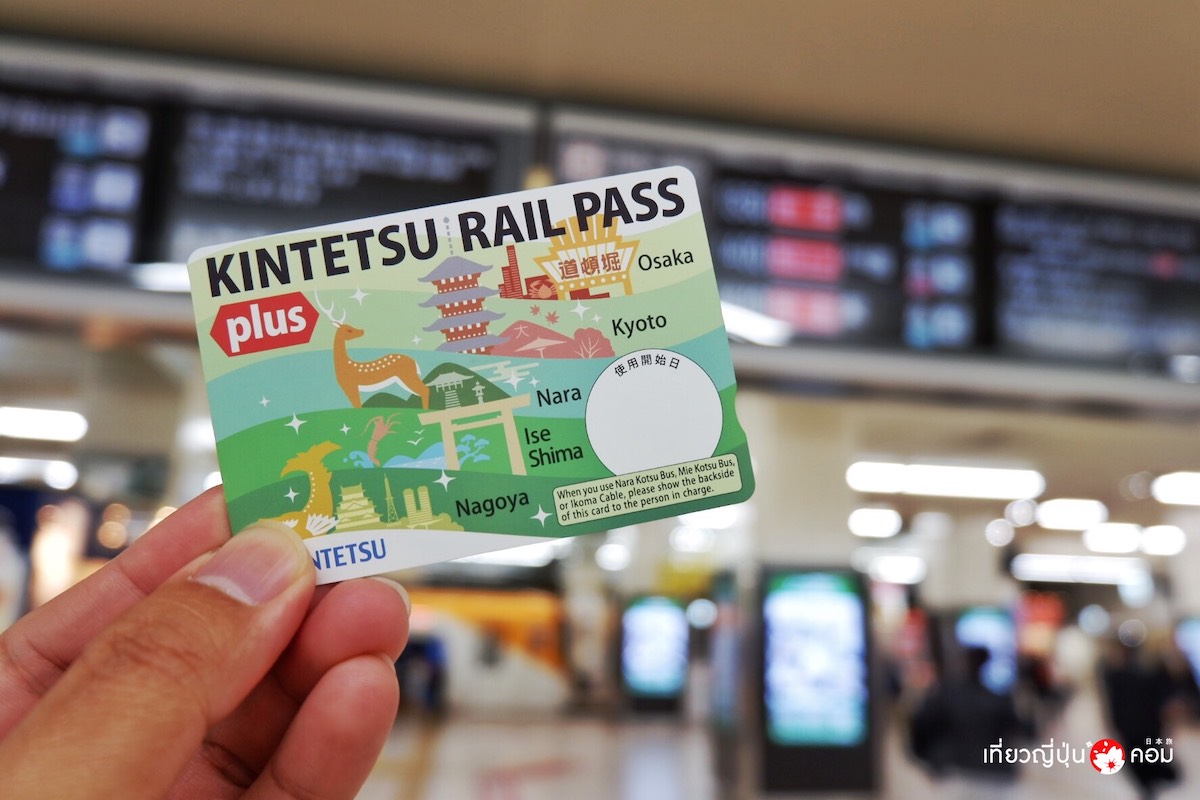 KINTETSU RAIL PASS
plus
道頓堀
Osaka
大
Kyoto
使用開始日
Nara
Ise
Shima
Nagoya
When you use Nara Kotsu Bus, Mie Kotsu Bus,
or Ikoma Cable, please show the backside
of this card to the person in charge.
NTETSU
เที่ยวญี่ปุ่น คอม
日本旅